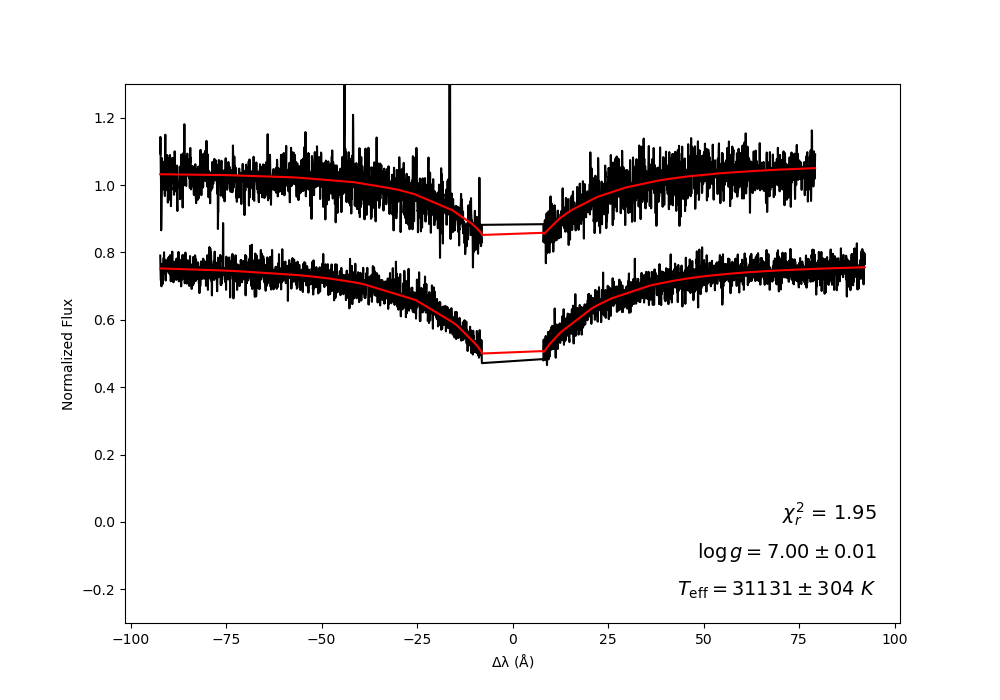 1.2
1.0
0.8
0.6
0.4
0.2
0.0
−0.2
Normalized Flux
χ²ᵣ = 1.95
log g = 7.00 ± 0.01
T_eff = 31131 ± 304 K
−100 −75 −50 −25 0 25 50 75 100
Δλ (Å)